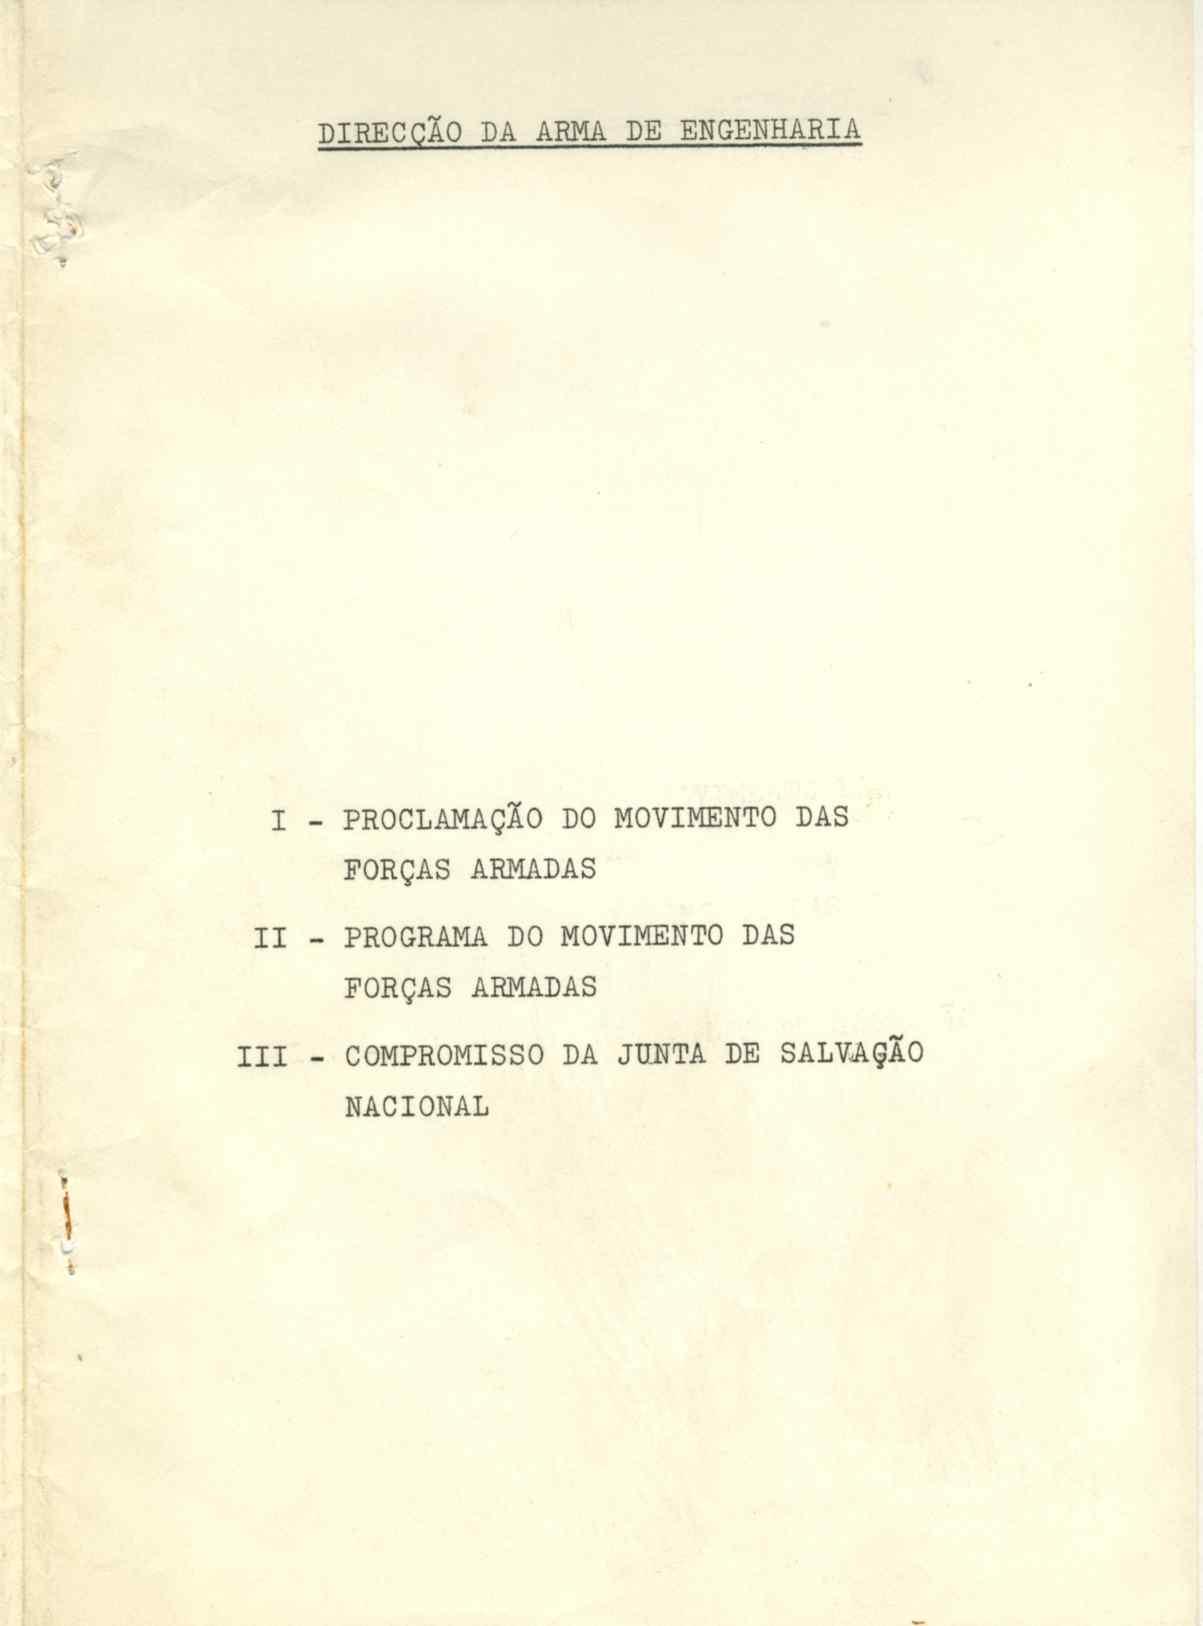 DIRECÇÃO DA ARMA DE ENGENHARIA
I - PROCLAMAÇÃO DO MOVIMENTO DAS
FORÇAS ARMADAS
II - PROGRAMA DO MOVIMENTO DAS
FORÇAS ARMADAS
III - COMPROMISSO DA JUNTA DE SALVAÇÃO
NACIONAL